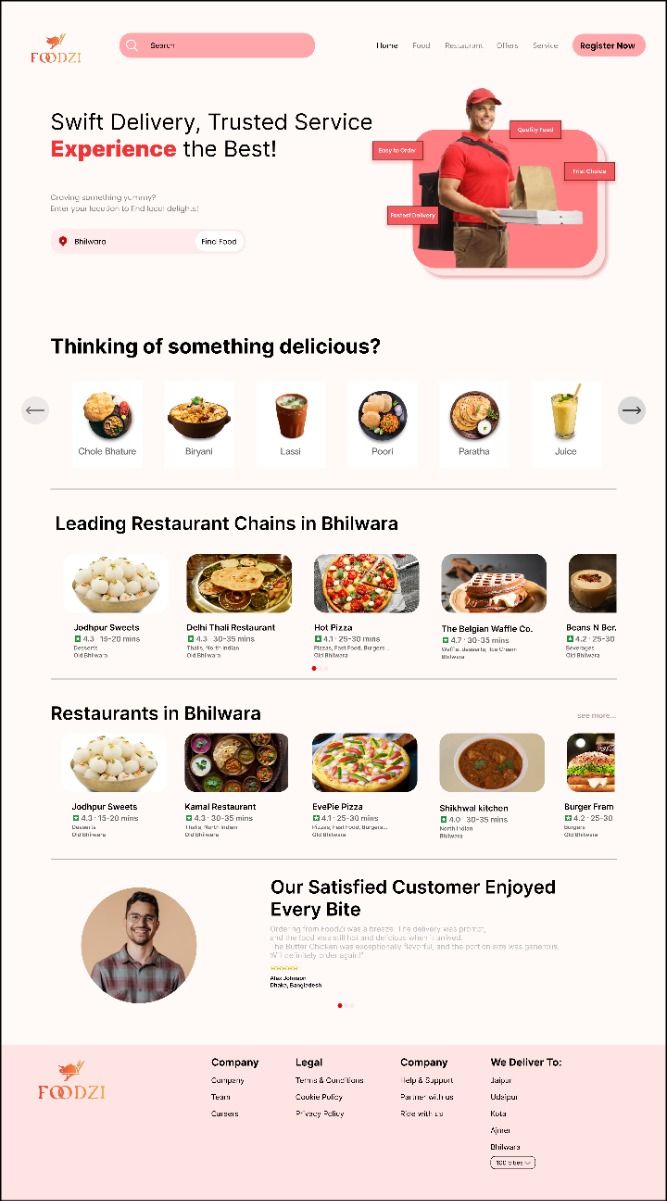 FOODZI
Search
Home Food Restaurant Offers Service Register Now
Swift Delivery, Trusted Service
Experience the Best!
Quality Food
Easy to Order
First Choice
Fastest Delivery
Craving something yummy?
Enter your location to find local delights!
Bhilwara Find Food
Thinking of something delicious?
Chole Bhature Biryani Lassi Poori Paratha Juice
Leading Restaurant Chains in Bhilwara
Jodhpur Sweets
4.3 · 15-20 mins
Desserts
Old Bhilwara
Delhi Thali Restaurant
4.3 · 30-35 mins
Thalis, North Indian
Old Bhilwara
Hot Pizza
4.1 · 25-30 mins
Pizzas, Fast Food, Burgers...
Old Bhilwara
The Belgian Waffle Co.
4.7 · 30-35 mins
Waffle, desserts, Ice Cream
Bhilwara
Beans N Ber.
4.2 · 25-30
Beverages
Old Bhilwara
Restaurants in Bhilwara
see more...
Jodhpur Sweets
4.3 · 15-20 mins
Desserts
Old Bhilwara
Kamal Restaurant
4.3 · 30-35 mins
Thalis, North Indian
Old Bhilwara
EvePie Pizza
4.1 · 25-30 mins
Pizzas, Fast Food, Burgers...
Old Bhilwara
Shikhwal kitchen
4.0 · 30-35 mins
North Indian
Bhilwara
Burger Fram
4.2 · 25-30
Burgers
Old Bhilwara
Our Satisfied Customer Enjoyed
Every Bite
Ordering from FoodZi was a breeze. The delivery was prompt,
and the food was still hot and delicious when it arrived.
The Butter Chicken was exceptionally flavorful, and the portion size was generous.
Will definitely order again!"
Alex Johnson
Dhaka, Bangladesh
FOODZI
Company
Company
Team
Careers
Legal
Terms & Conditions
Cookie Policy
Privacy Policy
Company
Help & Support
Partner with us
Ride with us
We Deliver To:
Jaipur
Udaipur
Kota
Ajmer
Bhilwara
100 cities